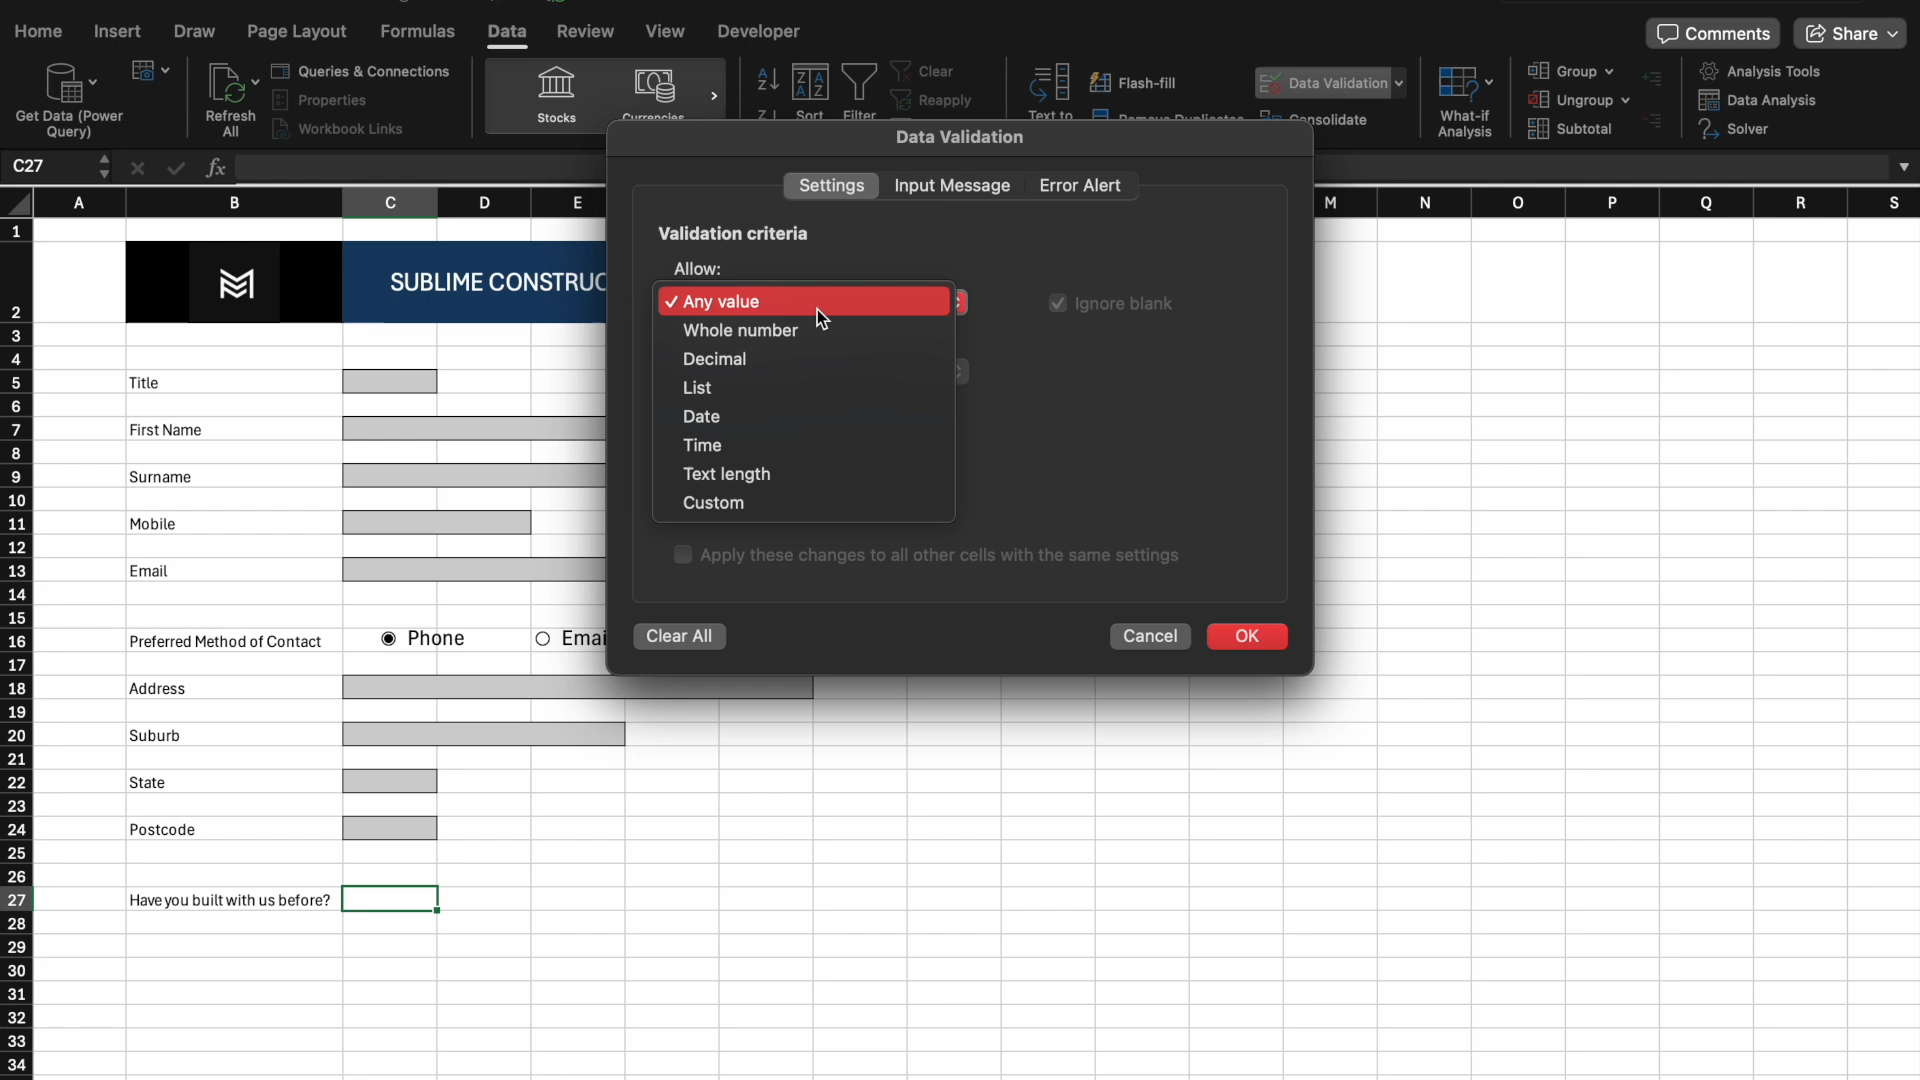 Home Insert Draw Page Layout Formulas Data Review View Developer Comments Share
Get Data (Power Query)
Refresh All
Queries & Connections
Properties
Workbook Links
Stocks
Currencies
Sort
Filter
Clear
Reapply
Text to
Flash-fill
Remove Duplicates
Data Validation
Consolidate
What-if Analysis
Group
Ungroup
Subtotal
Analysis Tools
Data Analysis
Solver
C27
fx
A B C D E M N O P Q R S
Data Validation
Settings Input Message Error Alert
Validation criteria
Allow:
Any value
Whole number
Decimal
List
Date
Time
Text length
Custom
Ignore blank
Apply these changes to all other cells with the same settings
Clear All Cancel OK
1
2 SUBLIME CONSTRUC
3
4
5 Title
6
7 First Name
8
9 Surname
10
11 Mobile
12
13 Email
14
15
16 Preferred Method of Contact Phone Emai
17
18 Address
19
20 Suburb
21
22 State
23
24 Postcode
25
26
27 Have you built with us before?
28
29
30
31
32
33
34